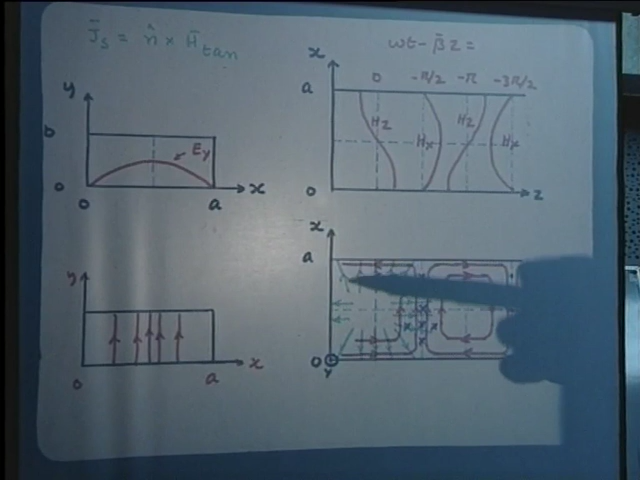 J̄s = n̂ × H̄tan
ωt - β̄z =
y
b
Ey
0
0
a
x
x
a
0
-π/2
-π
-3π/2
Hz
Hx
Hz
Hx
0
z
y
0
a
x
x
a
0
y